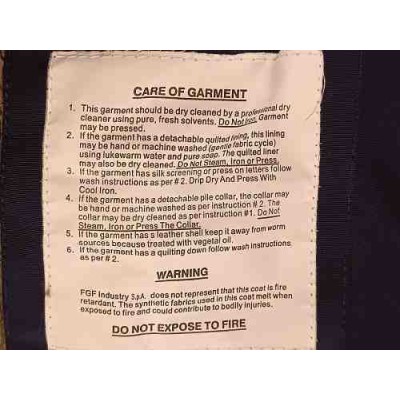 CARE OF GARMENT
1. This garment should be dry cleaned by a professional dry
cleaner using pure, fresh solvents. Do Not Iron. Garment
may be pressed.
2. If the garment has a detachable quilted lining, this lining
may be hand or machine washed (gentle fabric cycle)
using lukewarm water and pure soap. The quilted liner
may also be dry cleaned. Do Not Steam, Iron or Press.
3. If the garment has silk screening or press on letters follow
wash instructions as per # 2. Drip Dry And Press With
Cool Iron.
4. If the garment has a detachable pile collar, the collar may
be hand or machine washed as per instruction # 2. The
collar may be dry cleaned as per instruction #1. Do Not
Steam, Iron or Press The Collar.
5. If the garment has s leather shell keep it away from worm
sources because treated with vegetal oil.
6. If the garment has a quilting down follow wash instructions
as per # 2.
WARNING
FGF Industry S.p.A. does not represent that this coat is fire
retardant. The synthetic fabrics used in this coat melt when
exposed to fire and could contribute to bodily injuries.
DO NOT EXPOSE TO FIRE